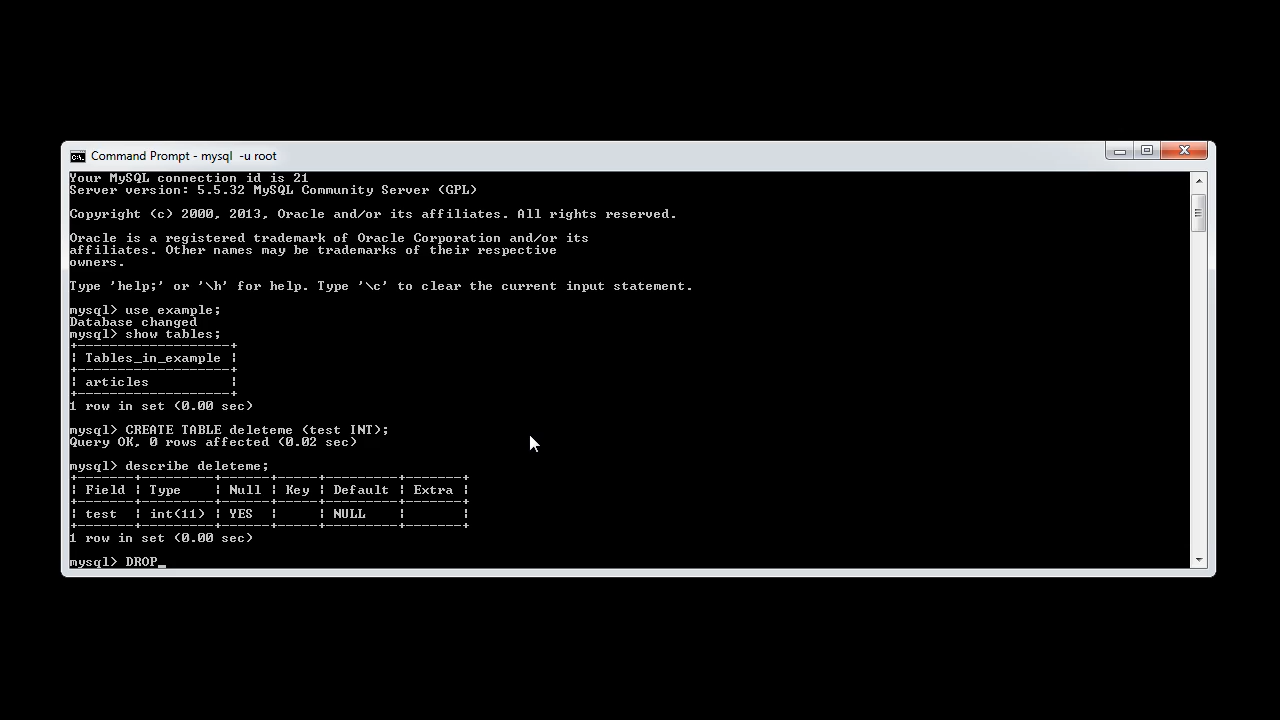 Command Prompt - mysql  -u root
Your MySQL connection id is 21
Server version: 5.5.32 MySQL Community Server (GPL)
Copyright (c) 2000, 2013, Oracle and/or its affiliates. All rights reserved.
Oracle is a registered trademark of Oracle Corporation and/or its
affiliates. Other names may be trademarks of their respective
owners.
Type 'help;' or '\h' for help. Type '\c' to clear the current input statement.
mysql> use example;
Database changed
mysql> show tables;
+-------------------+
| Tables_in_example |
+-------------------+
| articles          |
+-------------------+
1 row in set (0.00 sec)
mysql> CREATE TABLE deleteme (test INT);
Query OK, 0 rows affected (0.02 sec)
mysql> describe deleteme;
+-------+---------+------+-----+---------+-------+
| Field | Type    | Null | Key | Default | Extra |
+-------+---------+------+-----+---------+-------+
| test  | int(11) | YES  |     | NULL    |       |
+-------+---------+------+-----+---------+-------+
1 row in set (0.00 sec)
mysql> DROP_